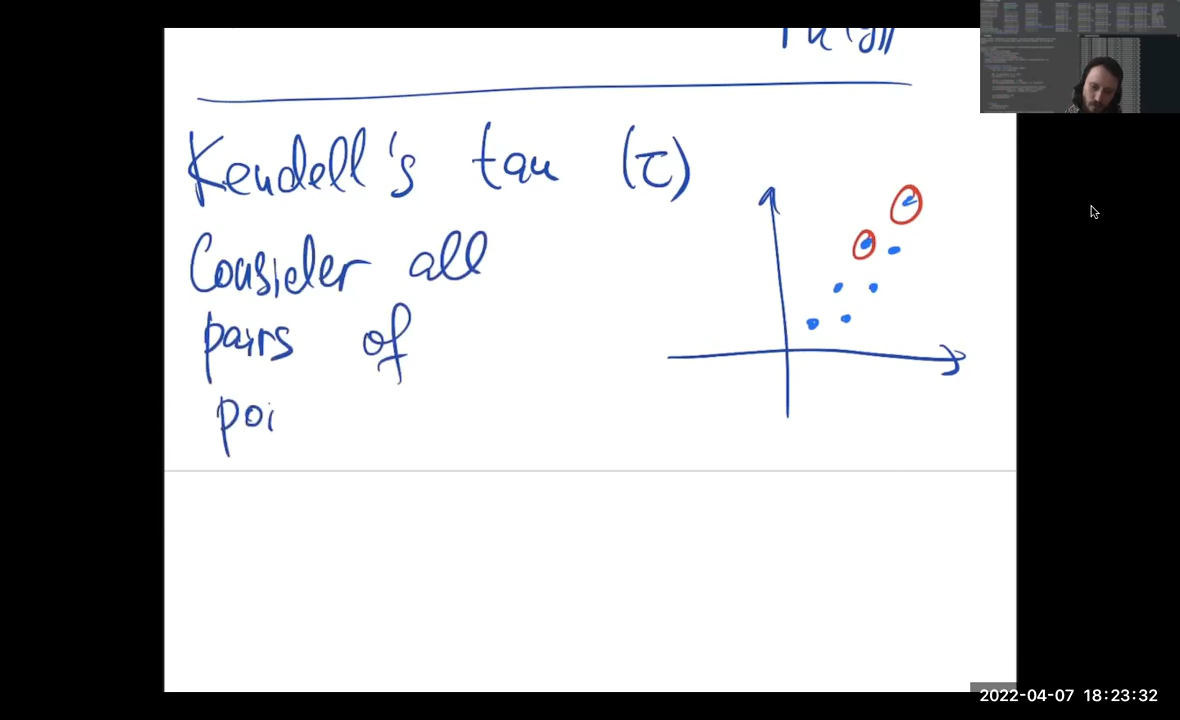 Kendell's tau (τ)
Consider all
pairs of
poi
2022-04-07 18:23:32